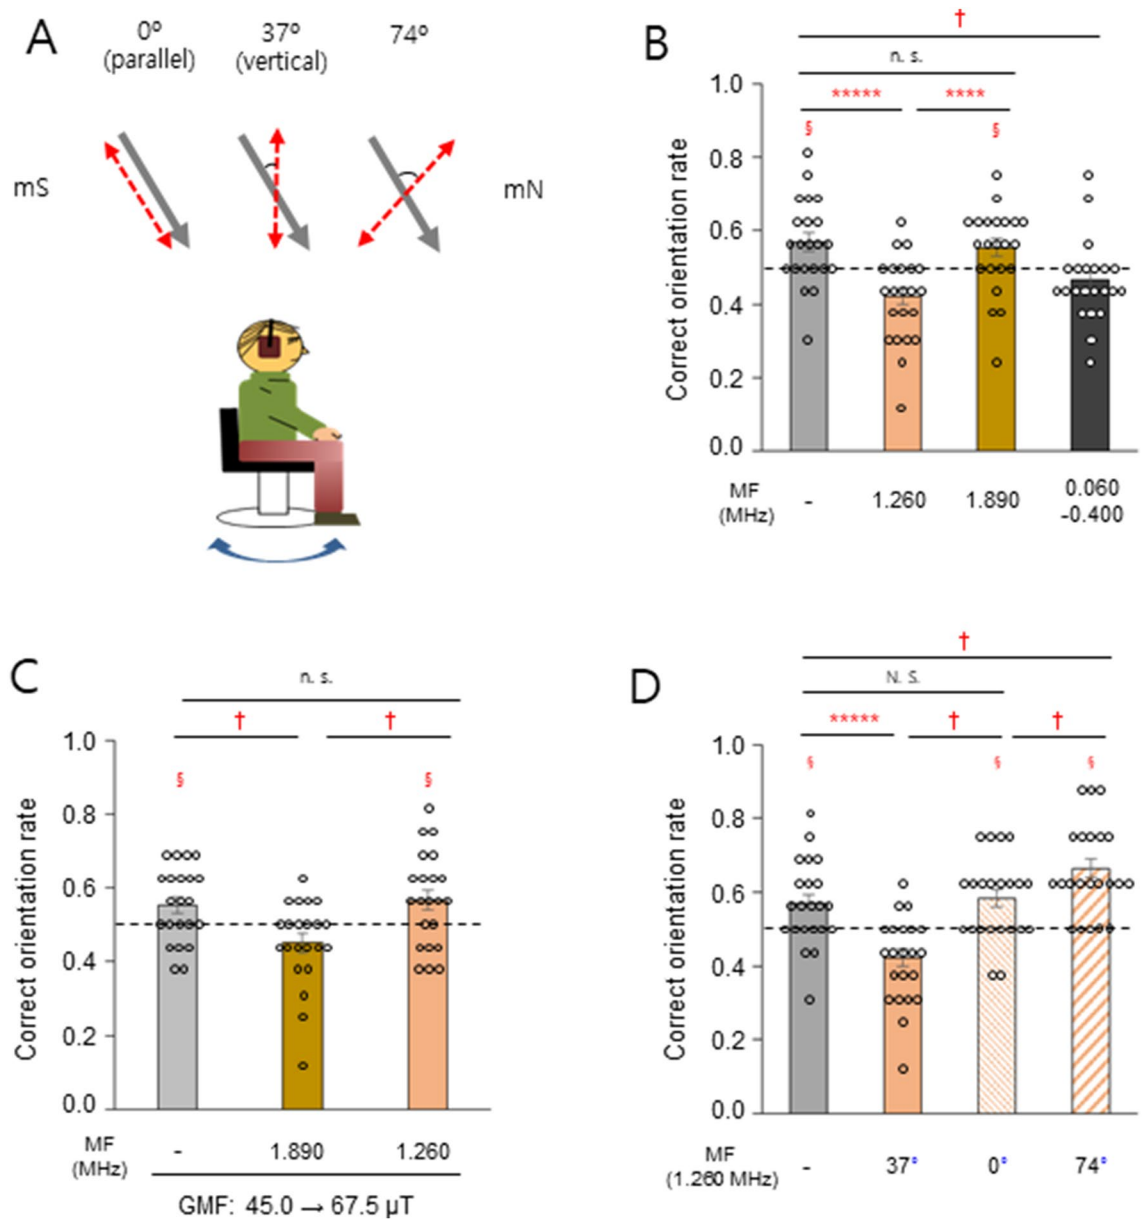 A
0º
(parallel)
37º
(vertical)
74º
mS
mN
B
†
n. s.
***** ****
§ §
Correct orientation rate
1.0
0.8
0.6
0.4
0.2
0.0
MF
(MHz)
-
1.260
1.890
0.060
-0.400
C
n. s.
† †
§ §
Correct orientation rate
1.0
0.8
0.6
0.4
0.2
0.0
MF
(MHz)
-
1.890
1.260
GMF: 45.0 → 67.5 µT
D
†
N. S.
***** † †
§ § §
Correct orientation rate
1.0
0.8
0.6
0.4
0.2
0.0
MF
(1.260 MHz)
-
37°
0°
74°